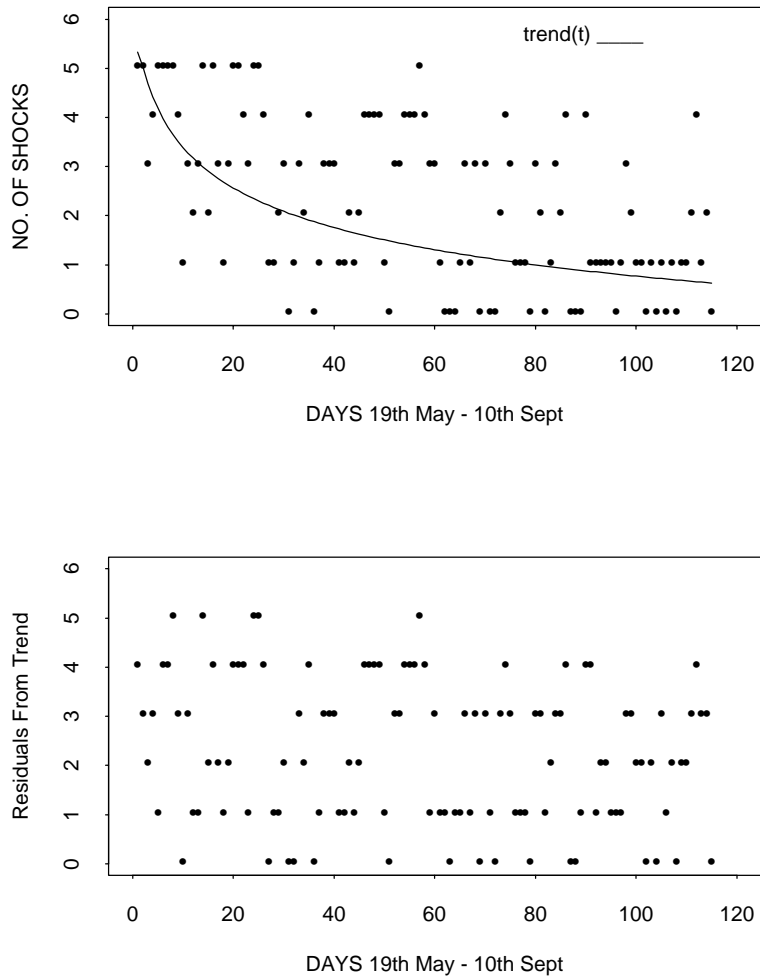 6
5
4
3
2
1
0
NO. OF SHOCKS
trend(t) _____
0 20 40 60 80 100 120
DAYS 19th May - 10th Sept
6
5
4
3
2
1
0
Residuals From Trend
0 20 40 60 80 100 120
DAYS 19th May - 10th Sept